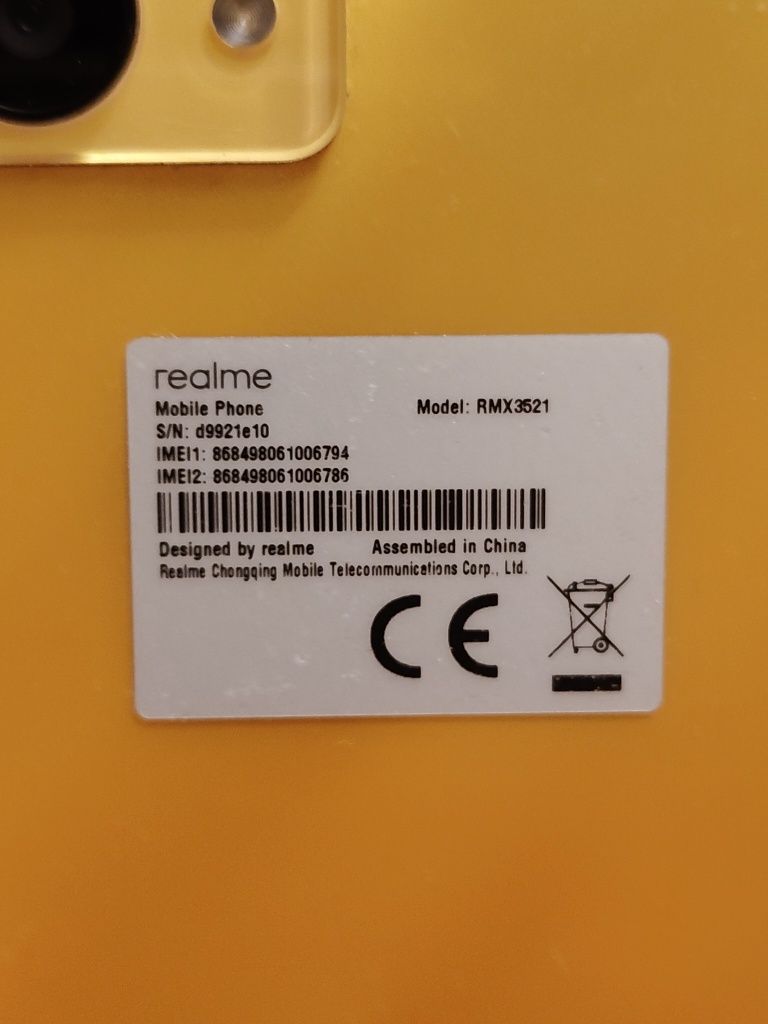 realme
Mobile Phone Model: RMX3521
S/N: d9921e10
IMEI1: 868498061006794
IMEI2: 868498061006786
Designed by realme Assembled in China
Realme Chongqing Mobile Telecommunications Corp., Ltd.
CE